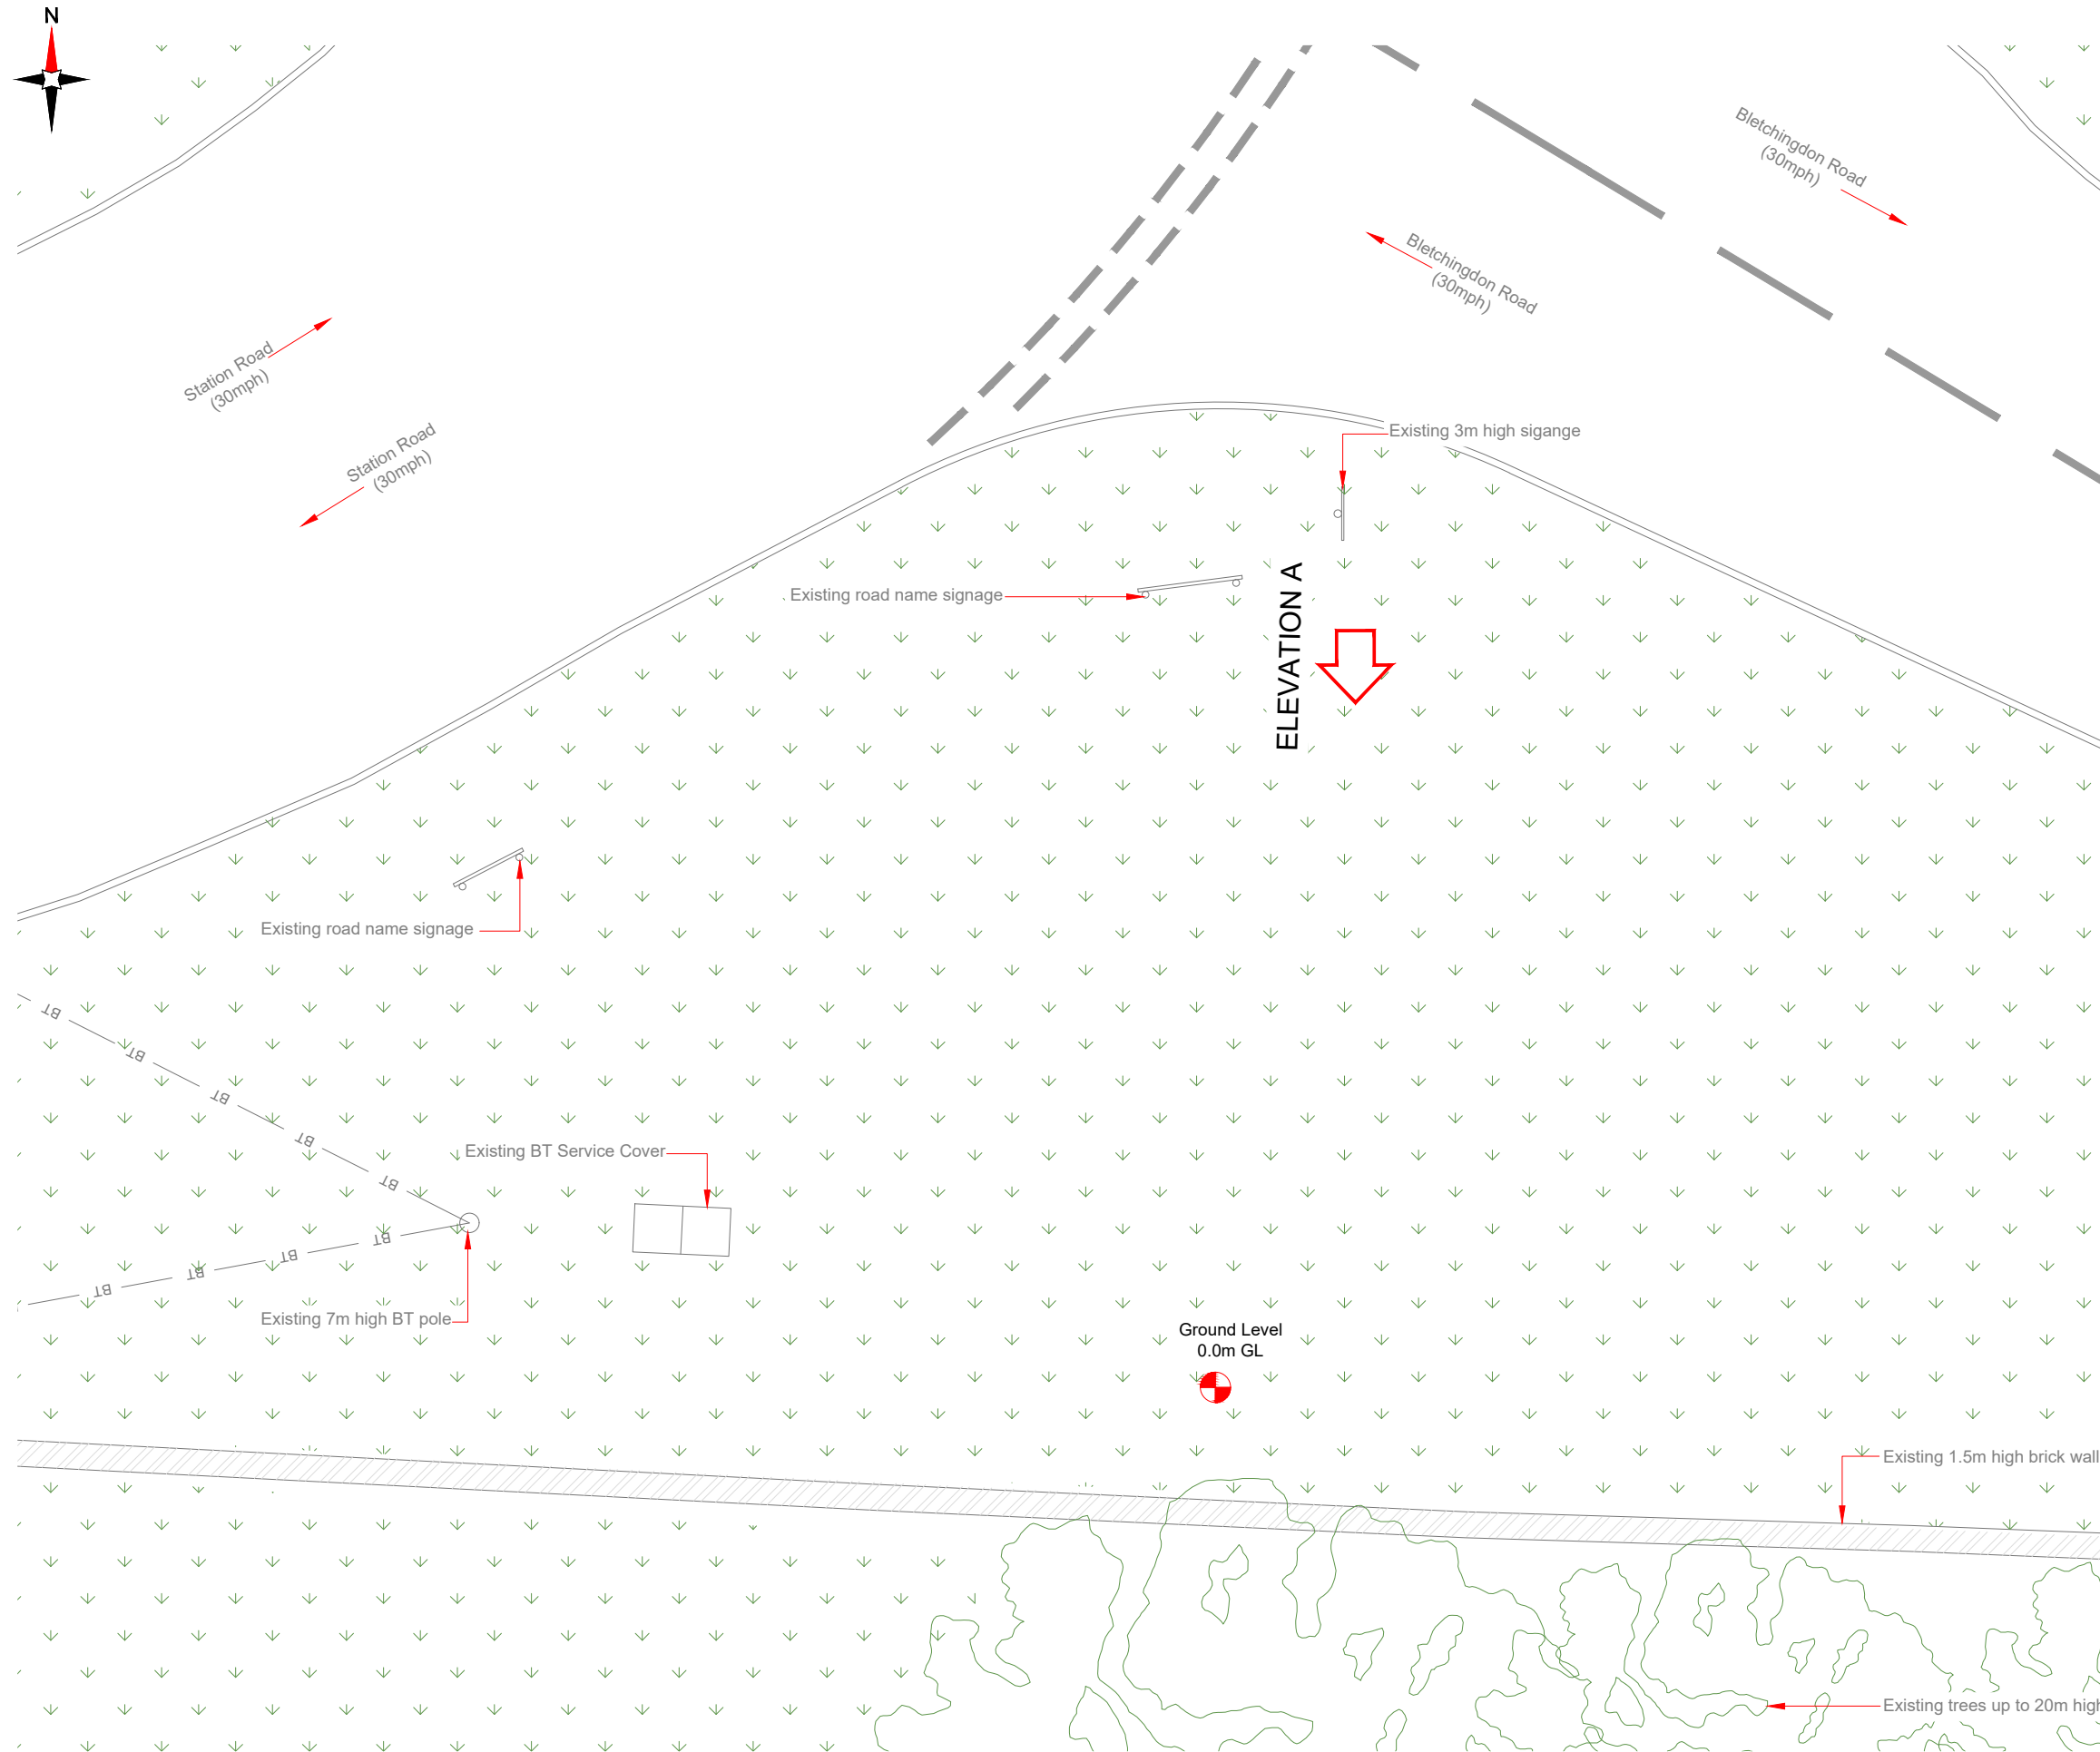 N
Bletchingdon Road
(30mph)
Bletchingdon Road
(30mph)
Station Road
(30mph)
Station Road
(30mph)
Existing 3m high sigange
Existing road name signage
ELEVATION A
Existing road name signage
BT
BT
BT
BT
BT
Existing BT Service Cover
BT
BT
BT
BT
Existing 7m high BT pole
Ground Level
0.0m GL
Existing 1.5m high brick wall
Existing trees up to 20m high